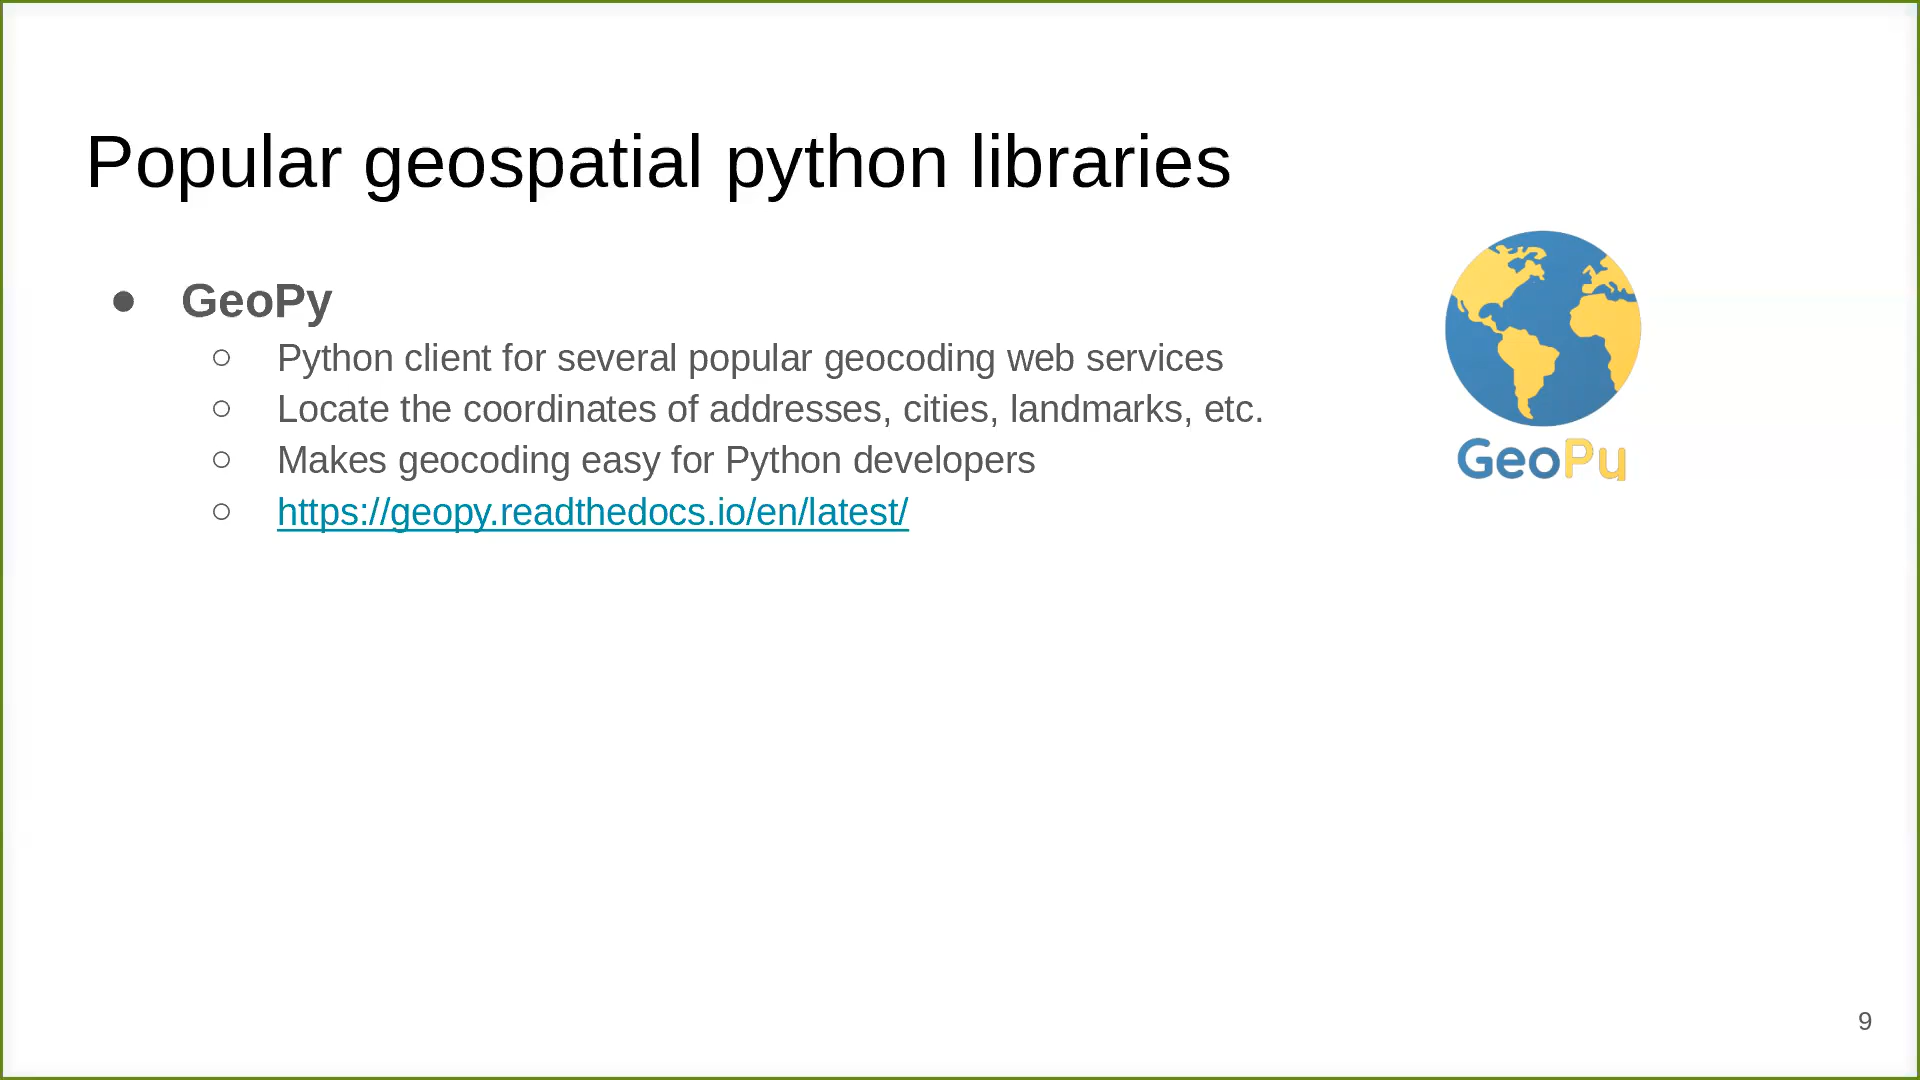 Popular geospatial python libraries
● GeoPy
○ Python client for several popular geocoding web services
○ Locate the coordinates of addresses, cities, landmarks, etc.
○ Makes geocoding easy for Python developers
○ https://geopy.readthedocs.io/en/latest/
GeoPy
9